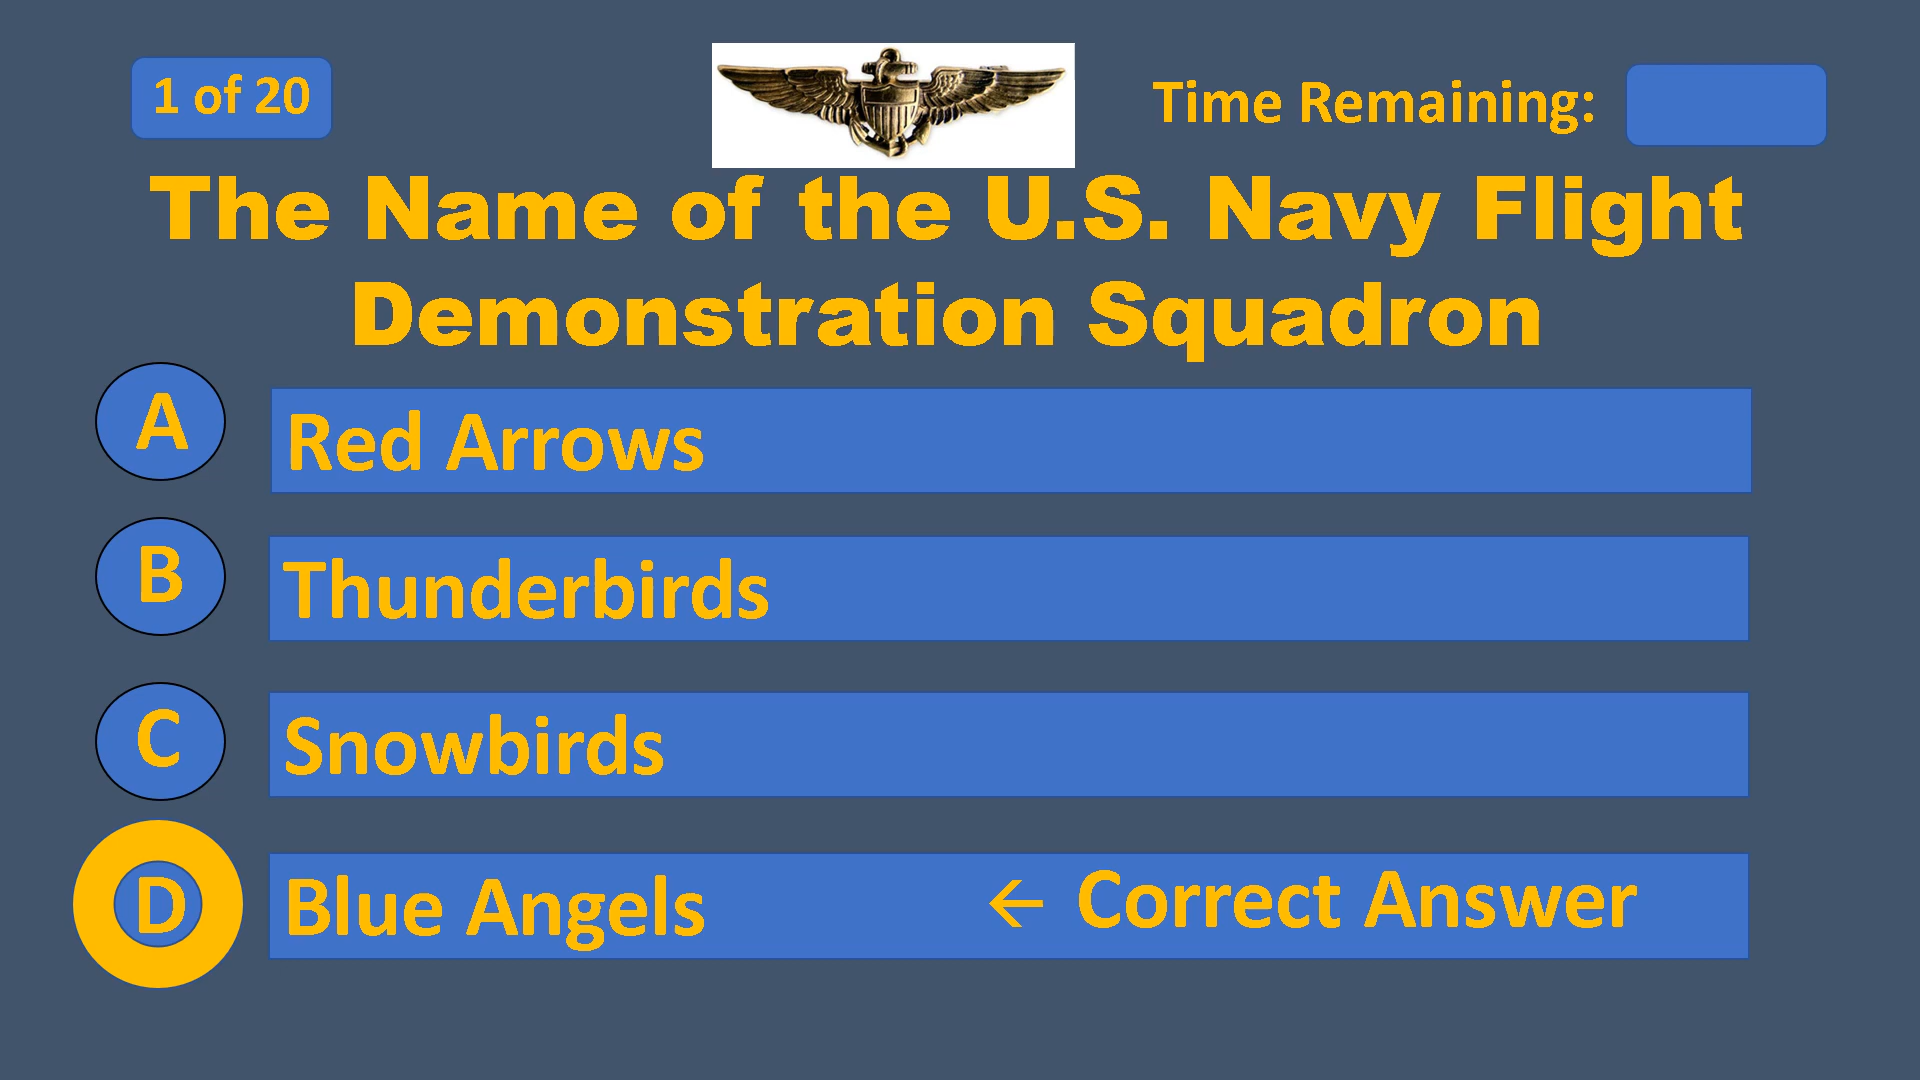 1 of 20
Time Remaining:
The Name of the U.S. Navy Flight
Demonstration Squadron
A Red Arrows
B Thunderbirds
C Snowbirds
D Blue Angels ← Correct Answer